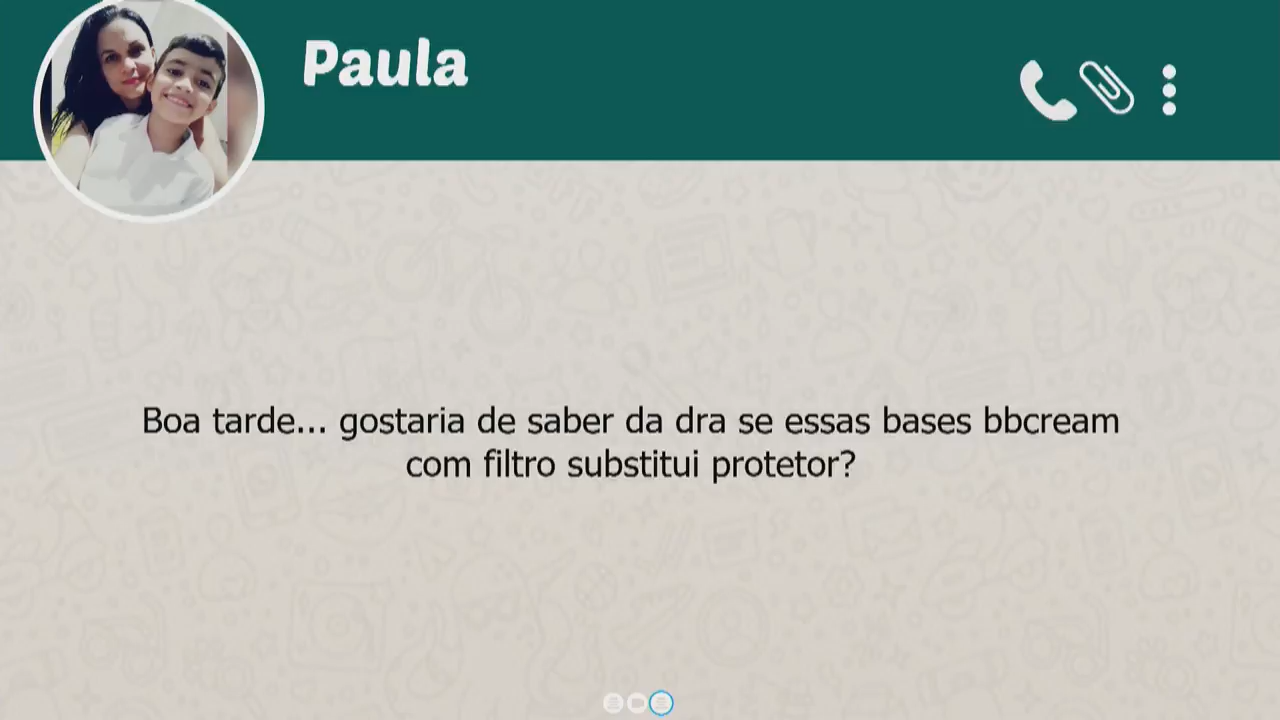 Paula
Boa tarde... gostaria de saber da dra se essas bases bbcream
com filtro substitui protetor?